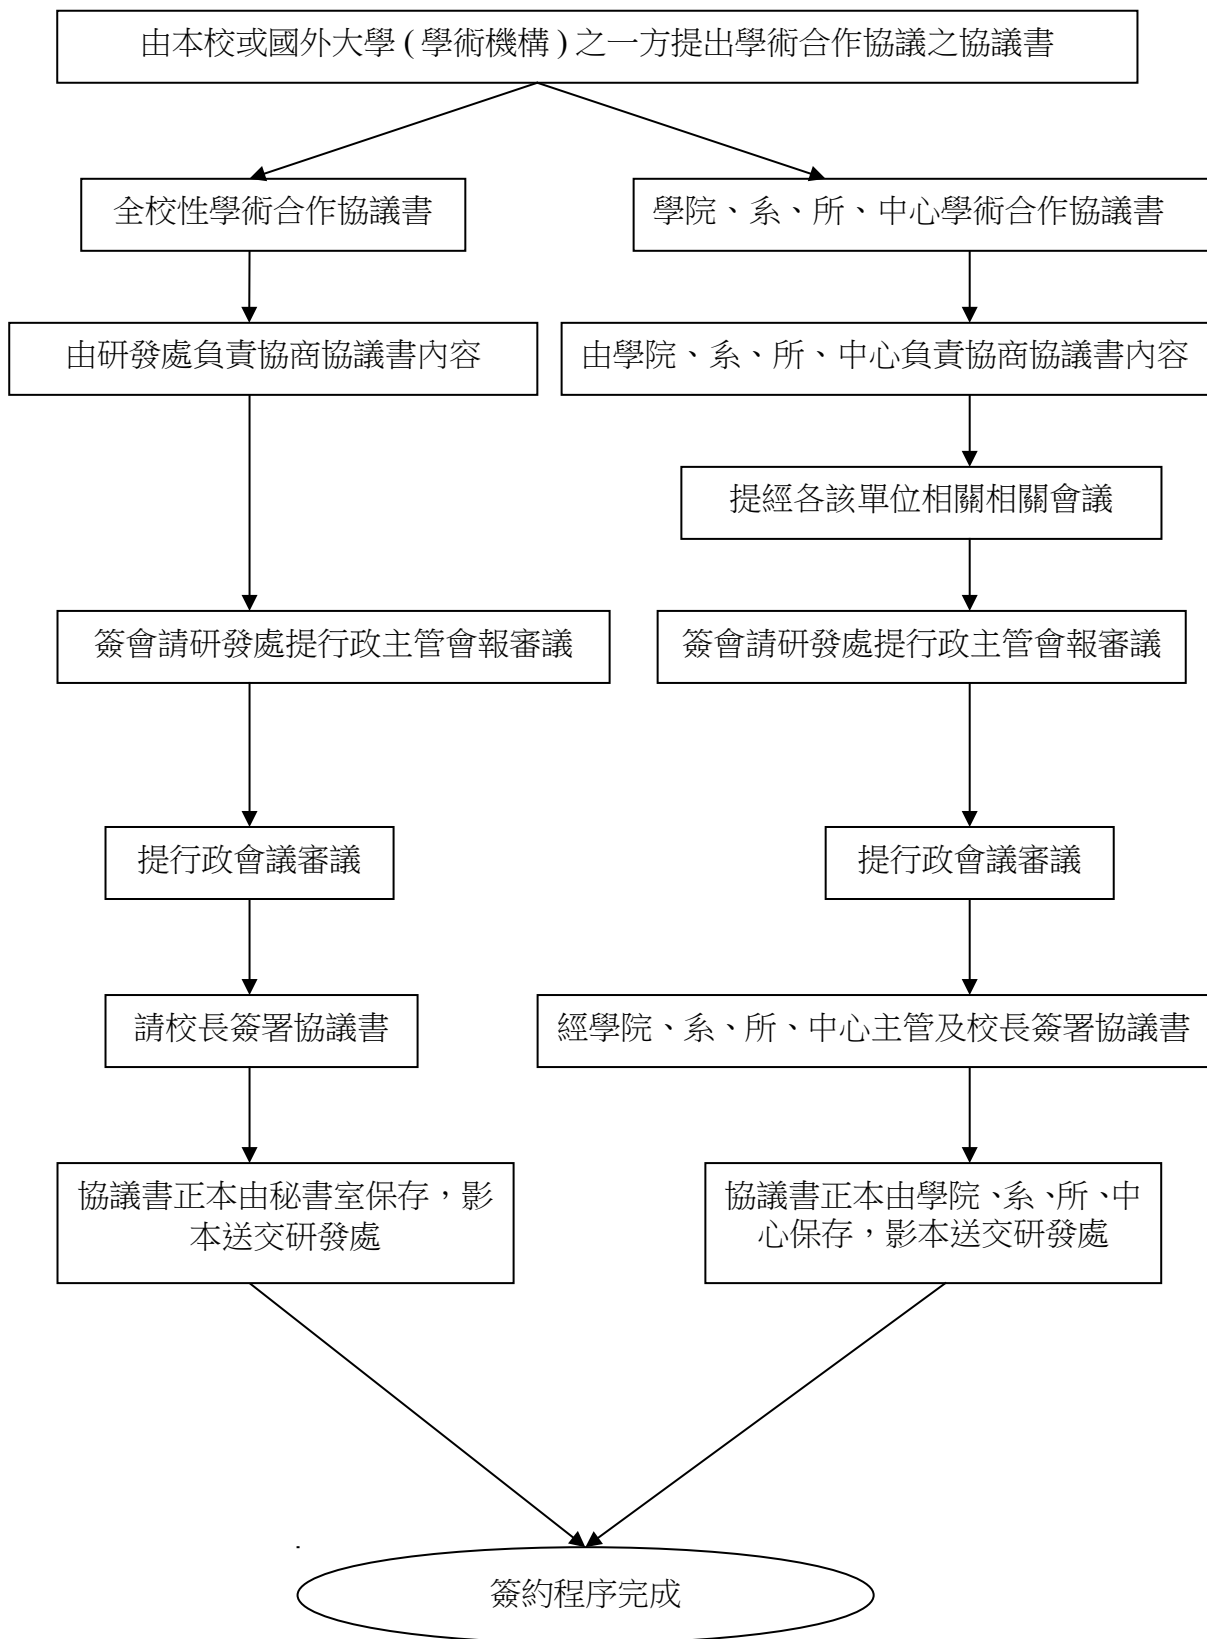 由本校或國外大學 ( 學術機構 ) 之一方提出學術合作協議之協議書
全校性學術合作協議書
學院、系、所、中心學術合作協議書
由研發處負責協商協議書內容
由學院、系、所、中心負責協商協議書內容
提經各該單位相關相關會議
簽會請研發處提行政主管會報審議
簽會請研發處提行政主管會報審議
提行政會議審議
提行政會議審議
請校長簽署協議書
經學院、系、所、中心主管及校長簽署協議書
協議書正本由秘書室保存，影
本送交研發處
協議書正本由學院、系、所、中
心保存，影本送交研發處
簽約程序完成